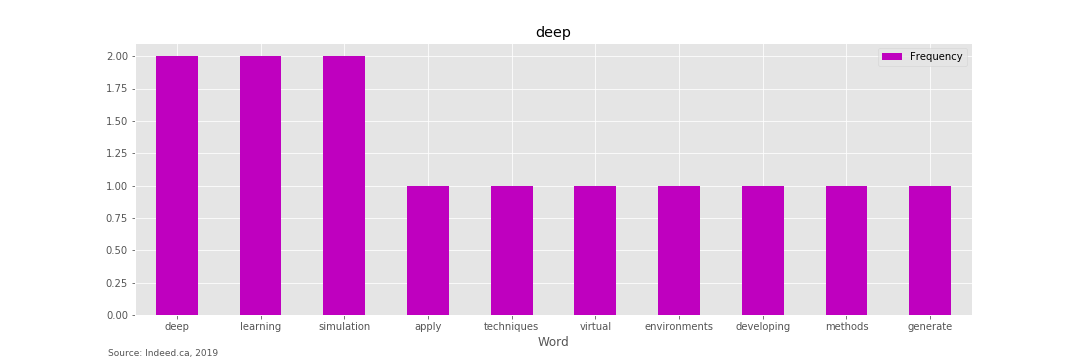 deep
Frequency
2.00
1.75
1.50
1.25
1.00
0.75
0.50
0.25
0.00
deep learning simulation apply techniques virtual environments developing methods generate
Word
Source: Indeed.ca, 2019